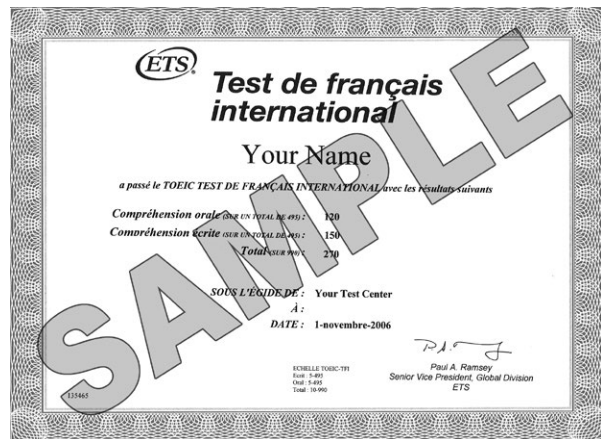 ETS
Test de français
international
Your Name
a passé le TOEIC TEST DE FRANÇAIS INTERNATIONAL avec les résultats suivants
Compréhension orale (SUR UN TOTAL DE 495) : 120
Compréhension écrite (SUR UN TOTAL DE 495) : 150
Total (SUR 990) : 270
SOUS L'ÉGIDE DE : Your Test Center
À :
DATE : 1-novembre-2006
SAMPLE
ECHELLE TOEIC-TFI
Ecrit : 5-495
Oral : 5-495
Total : 10-990
Paul A. Ramsey
Senior Vice President, Global Division
ETS
135465